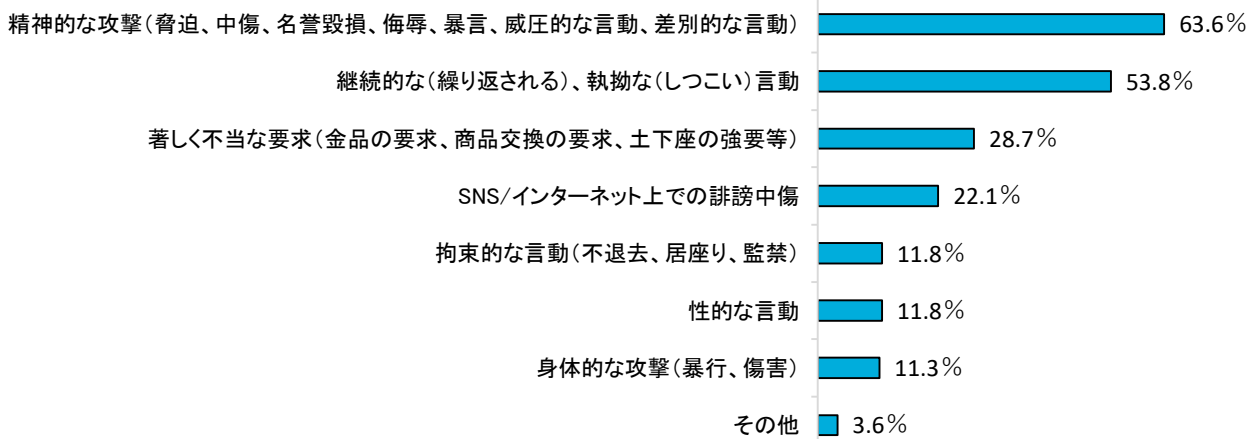 精神的な攻撃（脅迫、中傷、名誉毀損、侮辱、暴言、威圧的な言動、差別的な言動） 63.6％
継続的な（繰り返される）、執拗な（しつこい）言動 53.8％
著しく不当な要求（金品の要求、商品交換の要求、土下座の強要等） 28.7％
SNS/インターネット上での誹謗中傷 22.1％
拘束的な言動（不退去、居座り、監禁） 11.8％
性的な言動 11.8％
身体的な攻撃（暴行、傷害） 11.3％
その他 3.6％